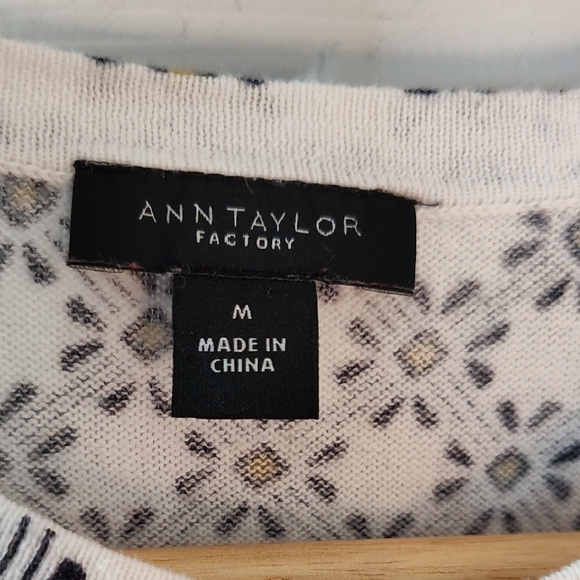 ANN TAYLOR
FACTORY
M
MADE IN
CHINA